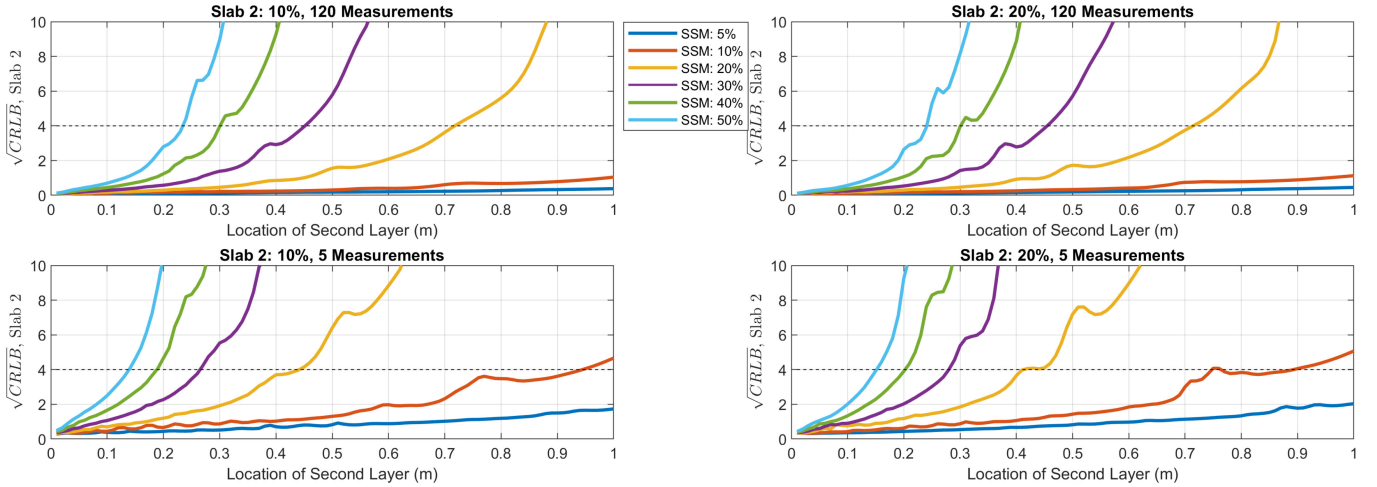 Slab 2: 10%, 120 Measurements
10
8
6
4
2
0
√CRLB, Slab 2
0 0.1 0.2 0.3 0.4 0.5 0.6 0.7 0.8 0.9 1
Location of Second Layer (m)
SSM: 5%
SSM: 10%
SSM: 20%
SSM: 30%
SSM: 40%
SSM: 50%
Slab 2: 20%, 120 Measurements
10
8
6
4
2
0
√CRLB, Slab 2
0 0.1 0.2 0.3 0.4 0.5 0.6 0.7 0.8 0.9 1
Location of Second Layer (m)
Slab 2: 10%, 5 Measurements
10
8
6
4
2
0
√CRLB, Slab 2
0 0.1 0.2 0.3 0.4 0.5 0.6 0.7 0.8 0.9 1
Location of Second Layer (m)
Slab 2: 20%, 5 Measurements
10
8
6
4
2
0
√CRLB, Slab 2
0 0.1 0.2 0.3 0.4 0.5 0.6 0.7 0.8 0.9 1
Location of Second Layer (m)